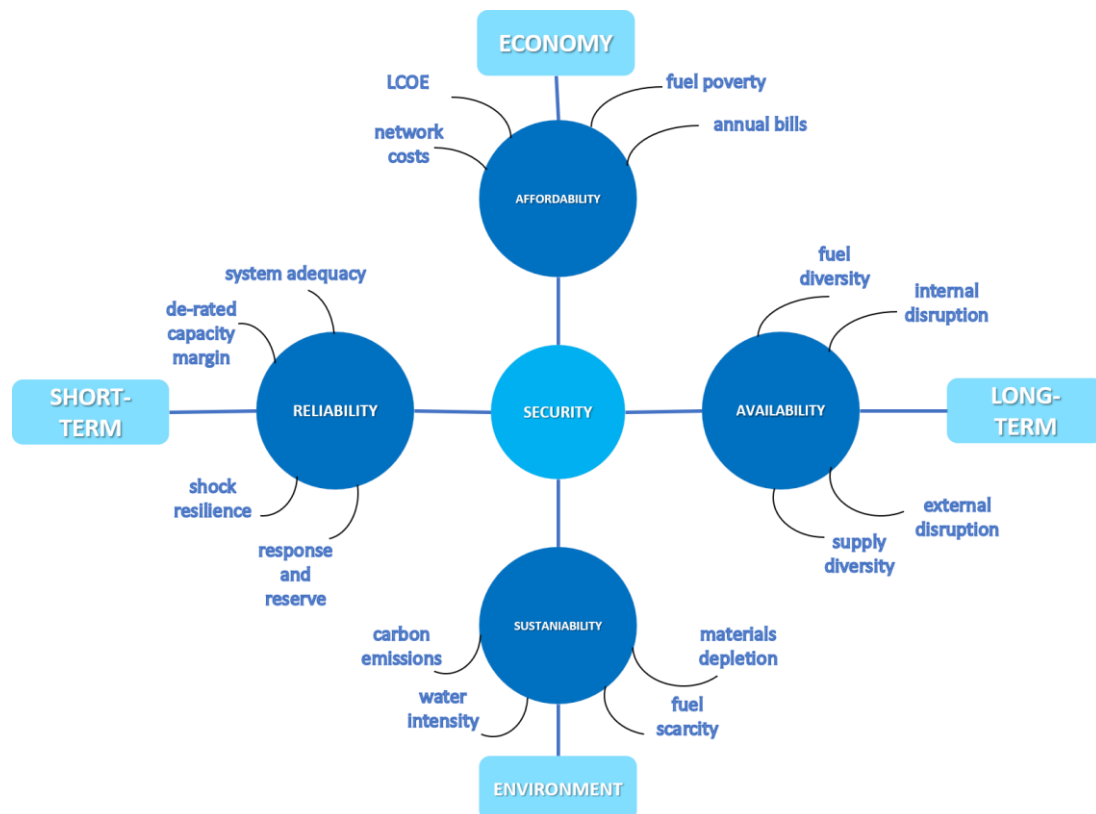 ECONOMY
LCOE
fuel poverty
network
costs
annual bills
AFFORDABILITY
system adequacy
fuel
diversity
internal
disruption
de-rated
capacity
margin
SHORT-
TERM
RELIABILITY
SECURITY
AVAILABILITY
LONG-
TERM
shock
resilience
external
disruption
response
and
reserve
supply
diversity
SUSTANIABILITY
carbon
emissions
materials
depletion
water
intensity
fuel
scarcity
ENVIRONMENT